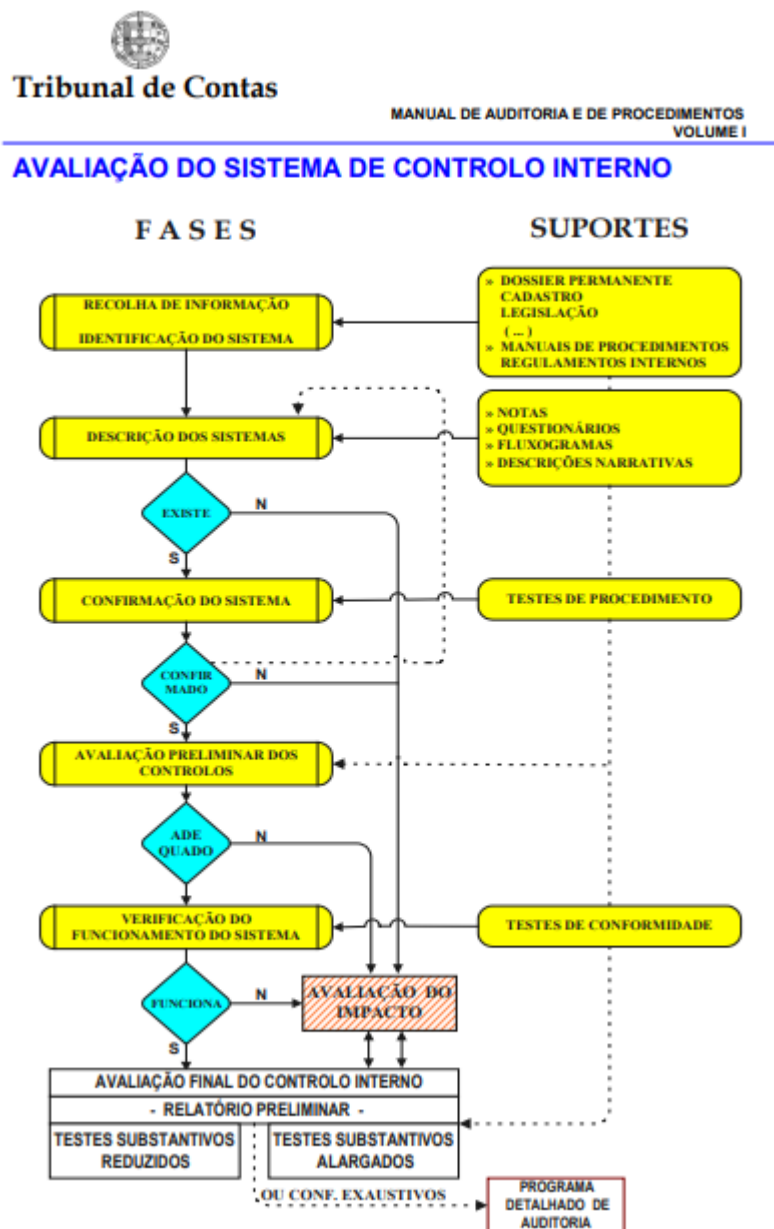 Tribunal de Contas
MANUAL DE AUDITORIA E DE PROCEDIMENTOS
VOLUME I
AVALIAÇÃO DO SISTEMA DE CONTROLO INTERNO
F A S E S
SUPORTES
RECOLHA DE INFORMAÇÃO
IDENTIFICAÇÃO DO SISTEMA
» DOSSIER PERMANENTE
CADASTRO
LEGISLAÇÃO
( ... )
» MANUAIS DE PROCEDIMENTOS
REGULAMENTOS INTERNOS
DESCRIÇÃO DOS SISTEMAS
» NOTAS
» QUESTIONÁRIOS
» FLUXOGRAMAS
» DESCRIÇÕES NARRATIVAS
EXISTE
N
S
CONFIRMAÇÃO DO SISTEMA
TESTES DE PROCEDIMENTO
CONFIR
MADO
N
S
AVALIAÇÃO PRELIMINAR DOS
CONTROLOS
ADE
QUADO
N
VERIFICAÇÃO DO
FUNCIONAMENTO DO SISTEMA
TESTES DE CONFORMIDADE
FUNCIONA
N
S
AVALIAÇÃO DO
IMPACTO
AVALIAÇÃO FINAL DO CONTROLO INTERNO
- RELATÓRIO PRELIMINAR -
TESTES SUBSTANTIVOS
REDUZIDOS
TESTES SUBSTANTIVOS
ALARGADOS
OU CONF. EXAUSTIVOS
PROGRAMA
DETALHADO DE
AUDITORIA